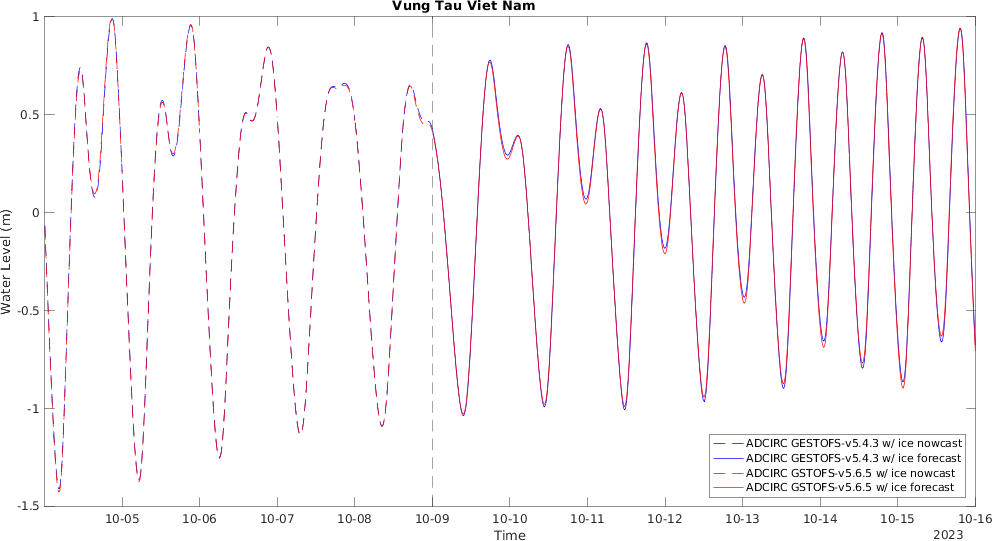 Vung Tau Viet Nam
1
0.5
0
-0.5
-1
-1.5
Water Level (m)
ADCIRC GESTOFS-v5.4.3 w/ ice nowcast
ADCIRC GESTOFS-v5.4.3 w/ ice forecast
ADCIRC GSTOFS-v5.6.5 w/ ice nowcast
ADCIRC GSTOFS-v5.6.5 w/ ice forecast
10-05 10-06 10-07 10-08 10-09 10-10 10-11 10-12 10-13 10-14 10-15 10-16
Time
2023